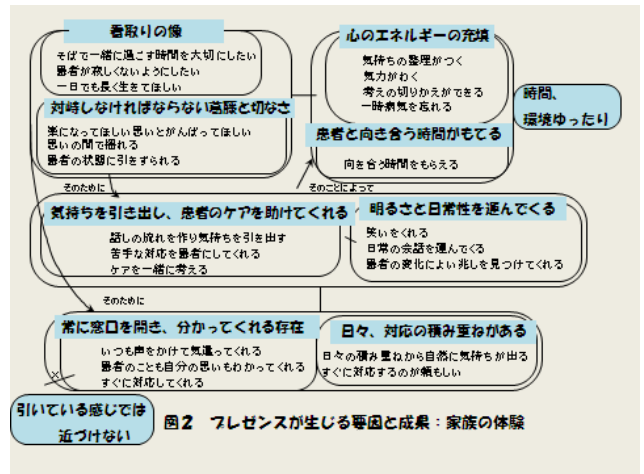 看取りの像
そばで一緒に過ごす時間を大切にしたい
患者が寂しくないようにしたい
一日でも長く生きてほしい
対峙しなければならない葛藤と切なさ
楽になってほしい思いとがんばってほしい
思いの間で揺れる
患者の状態に引きずられる
心のエネルギーの充填
気持ちの整理がつく
気力がわく
考えの切りかえができる
一時病気を忘れる
患者と向き合う時間がもてる
向き合う時間をもらえる
時間、
環境ゆったり
そのために
そのことによって
気持ちを引き出し、患者のケアを助けてくれる
話しの流れを作り気持ちを引き出す
苦手な対応を患者にしてくれる
ケアを一緒に考える
明るさと日常性を運んでくる
笑いをくれる
日常の会話を運んでくる
患者の変化によい兆しを見つけてくれる
そのために
常に窓口を開き、分かってくれる存在
いつも声をかけて気遣ってくれる
患者のことも自分の思いもわかってくれる
すぐに対応してくれる
日々、対応の積み重ねがある
日々の積み重ねから自然に気持ちが出る
すぐに対応するのが頼もしい
×
引いている感じでは
近づけない
図2 プレゼンスが生じる要因と成果：家族の体験